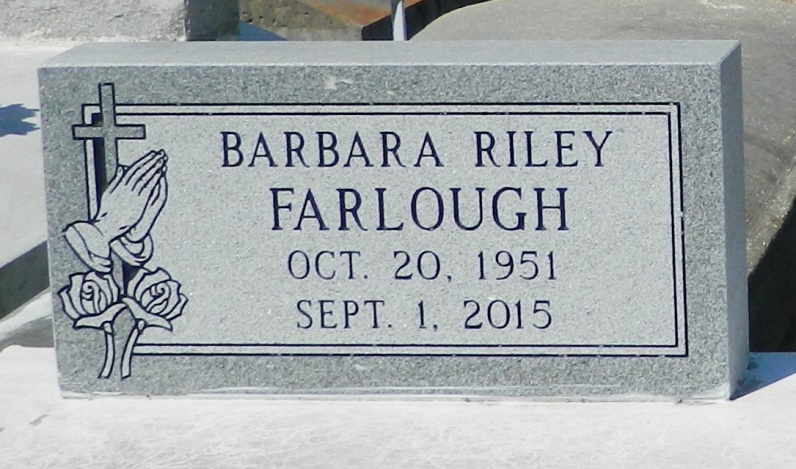 BARBARA RILEY
FARLOUGH
OCT. 20, 1951
SEPT. 1, 2015